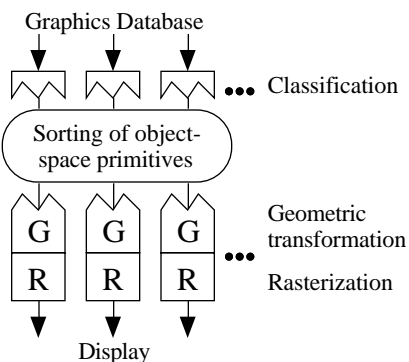 Graphics Database
Classification
Sorting of object-
space primitives
G G G
Geometric
transformation
R R R
Rasterization
Display